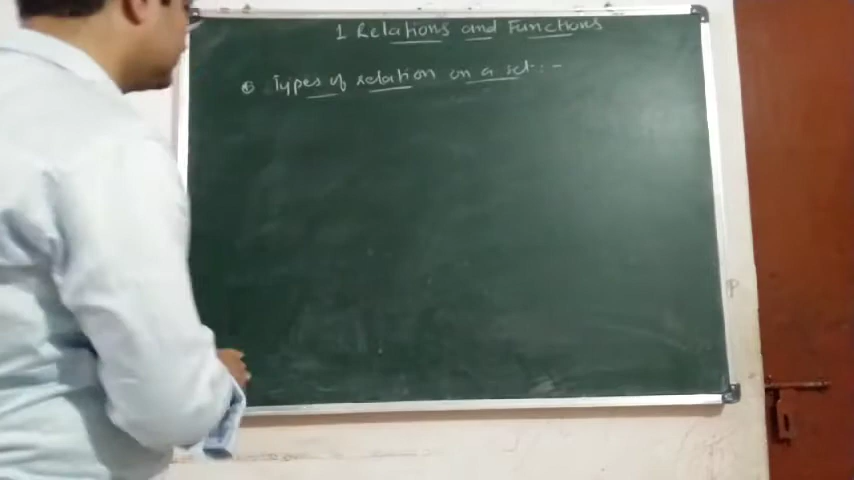 1 Relations and Functions
⊛ Types of relation on a set : -